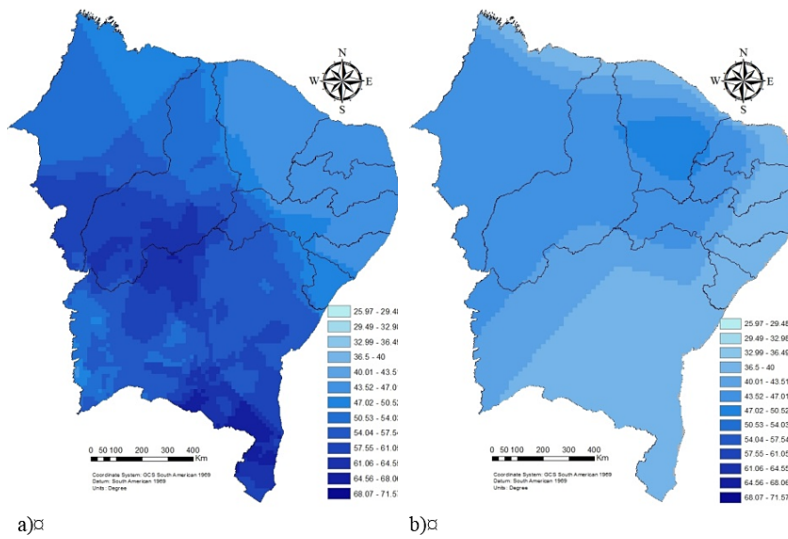 N
W E
S
25.97 - 29.48
29.49 - 32.98
32.99 - 36.49
36.5 - 40
40.01 - 43.51
43.52 - 47.01
47.02 - 50.52
50.53 - 54.03
54.04 - 57.54
57.55 - 61.05
61.06 - 64.55
64.56 - 68.06
68.07 - 71.57
0 50 100 200 300 400
Km
Coordinate System: GCS South American 1969
Datum: South American 1969
Units: Degree
a)¤
N
W E
S
25.97 - 29.48
29.49 - 32.98
32.99 - 36.49
36.5 - 40
40.01 - 43.51
43.52 - 47.01
47.02 - 50.52
50.53 - 54.03
54.04 - 57.54
57.55 - 61.05
61.06 - 64.55
64.56 - 68.06
68.07 - 71.57
0 50 100 200 300 400
Km
Coordinate System: GCS South American 1969
Datum: South American 1969
Units: Degree
b)¤